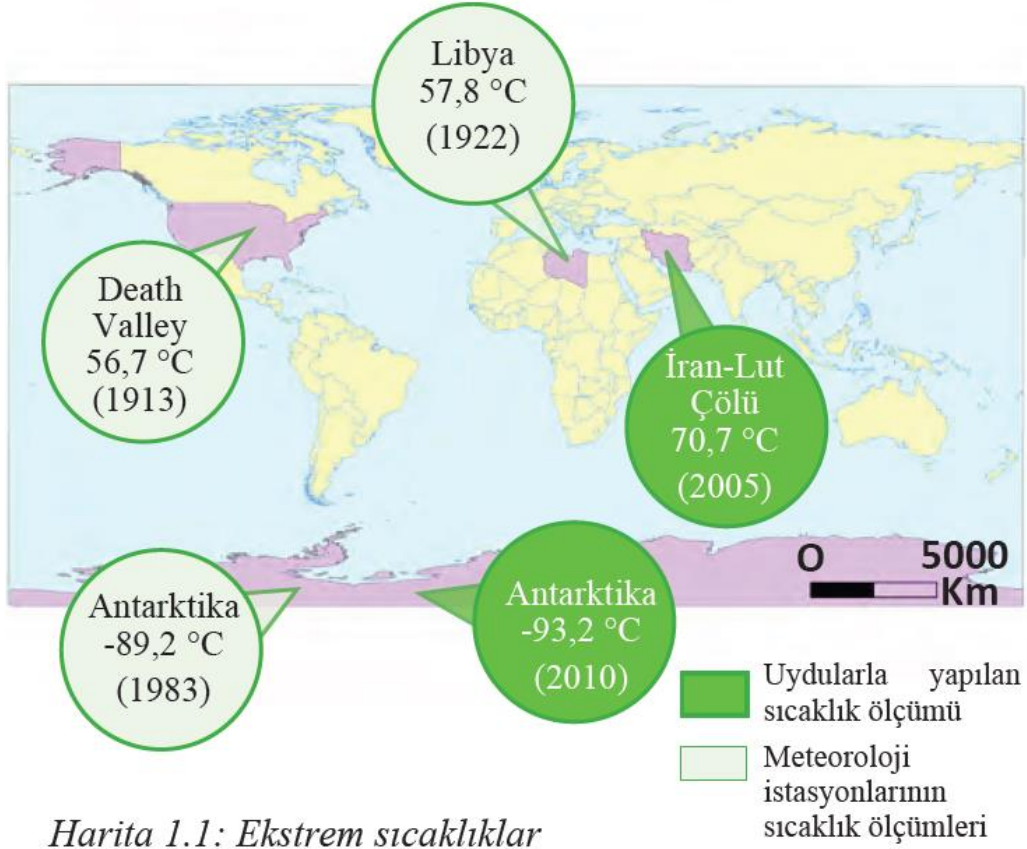 Libya
57,8 °C
(1922)
Death
Valley
56,7 °C
(1913)
İran-Lut
Çölü
70,7 °C
(2005)
Antarktika
-89,2 °C
(1983)
Antarktika
-93,2 °C
(2010)
O 5000
Km
Uydularla yapılan
sıcaklık ölçümü
Meteoroloji
istasyonlarının
sıcaklık ölçümleri
Harita 1.1: Ekstrem sıcaklıklar